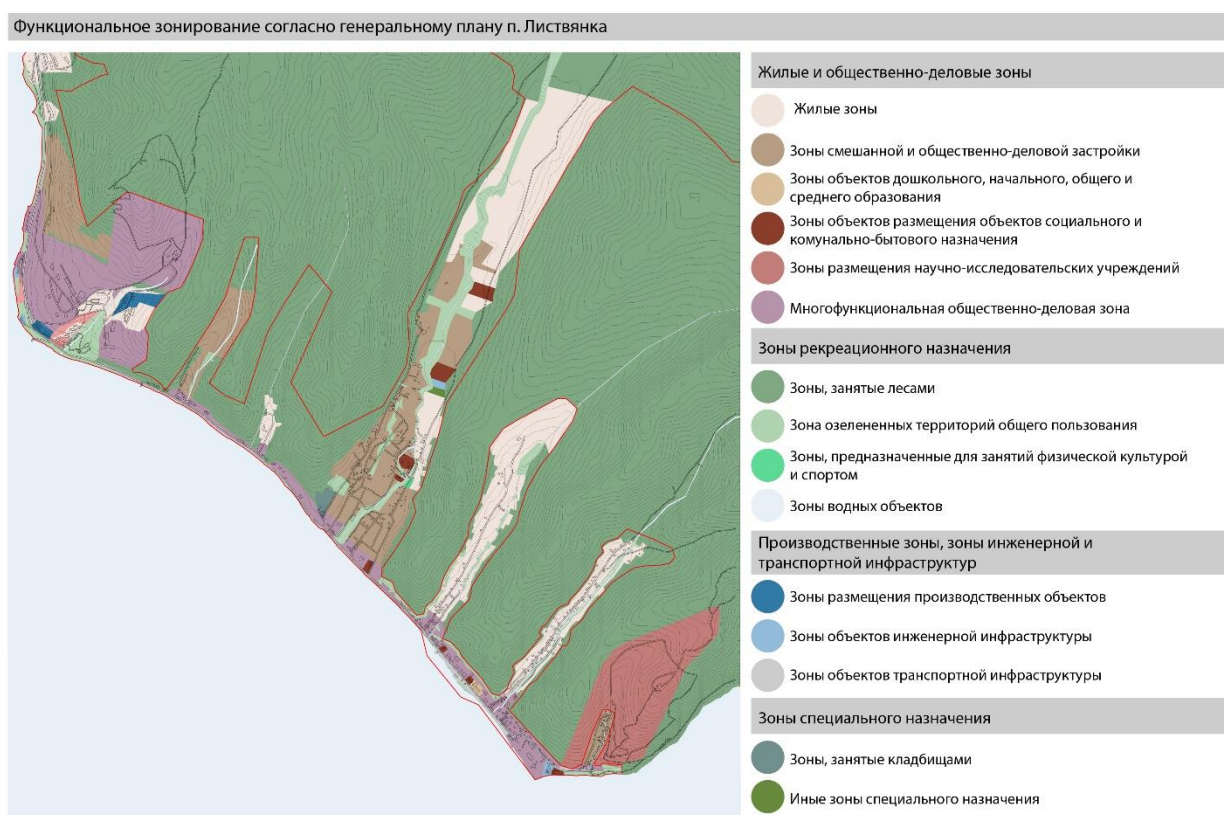 Функциональное зонирование согласно генеральному плану п. Листвянка
Жилые и общественно-деловые зоны
Жилые зоны
Зоны смешанной и общественно-деловой застройки
Зоны объектов дошкольного, начального, общего и
среднего образования
Зоны объектов размещения объектов социального и
комунально-бытового назначения
Зоны размещения научно-исследовательских учреждений
Многофункциональная общественно-деловая зона
Зоны рекреационного назначения
Зоны, занятые лесами
Зона озелененных территорий общего пользования
Зоны, предназначенные для занятий физической культурой
и спортом
Зоны водных объектов
Производственные зоны, зоны инженерной и
транспортной инфраструктур
Зоны размещения производственных объектов
Зоны объектов инженерной инфраструктуры
Зоны объектов транспортной инфраструктуры
Зоны специального назначения
Зоны, занятые кладбищами
Иные зоны специального назначения